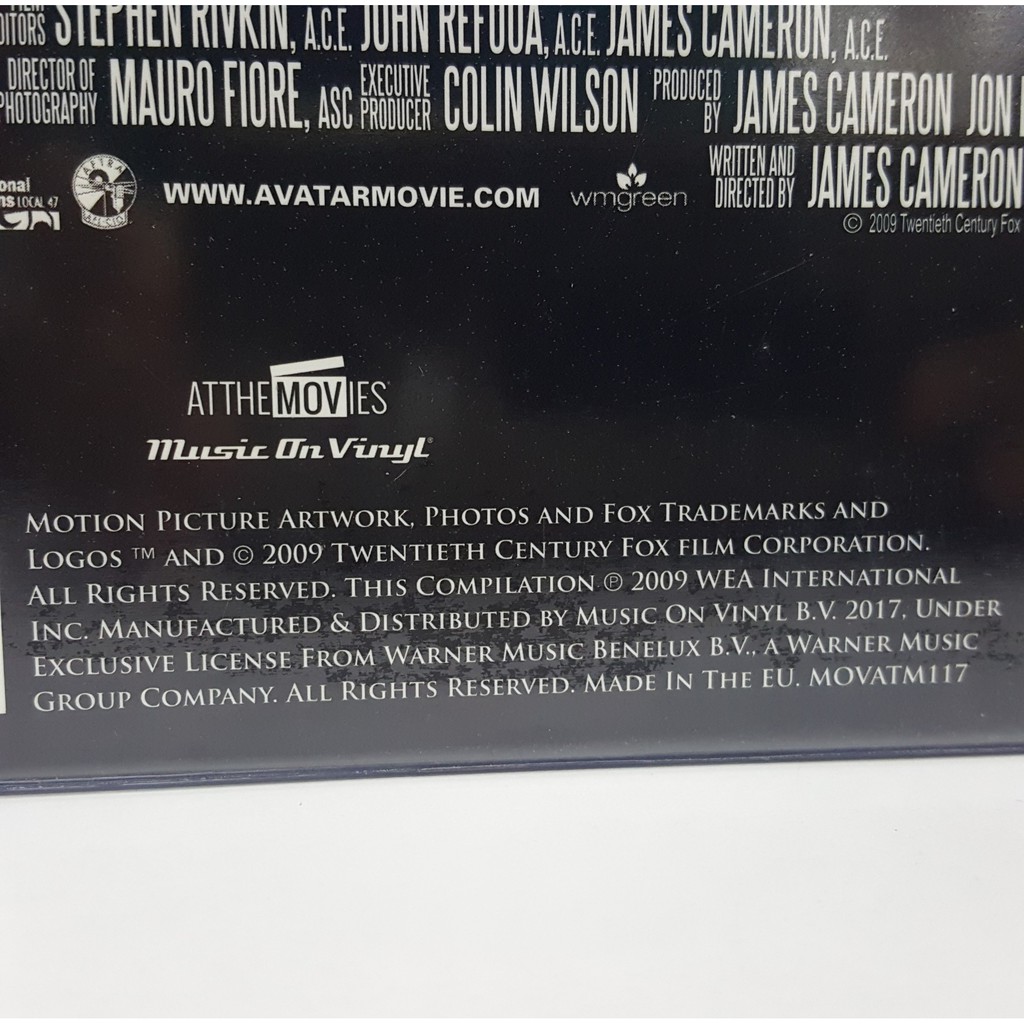 STEPHEN RIVKIN, A.C.E. JOHN REFOUA, A.C.E. JAMES CAMERON, A.C.E.
DIRECTOR OF PHOTOGRAPHY MAURO FIORE, ASC EXECUTIVE PRODUCER COLIN WILSON PRODUCED BY JAMES CAMERON JON
WRITTEN AND DIRECTED BY JAMES CAMERON
LOCAL 47
AFTRA
WWW.AVATARMOVIE.COM
wmgreen
© 2009 Twentieth Century Fox
ATTHEMOVIES
Music On Vinyl®
MOTION PICTURE ARTWORK, PHOTOS AND FOX TRADEMARKS AND
LOGOS ™ AND © 2009 TWENTIETH CENTURY FOX FILM CORPORATION.
ALL RIGHTS RESERVED. THIS COMPILATION ℗ 2009 WEA INTERNATIONAL
INC. MANUFACTURED & DISTRIBUTED BY MUSIC ON VINYL B.V. 2017, UNDER
EXCLUSIVE LICENSE FROM WARNER MUSIC BENELUX B.V., A WARNER MUSIC
GROUP COMPANY. ALL RIGHTS RESERVED. MADE IN THE EU. MOVATM117